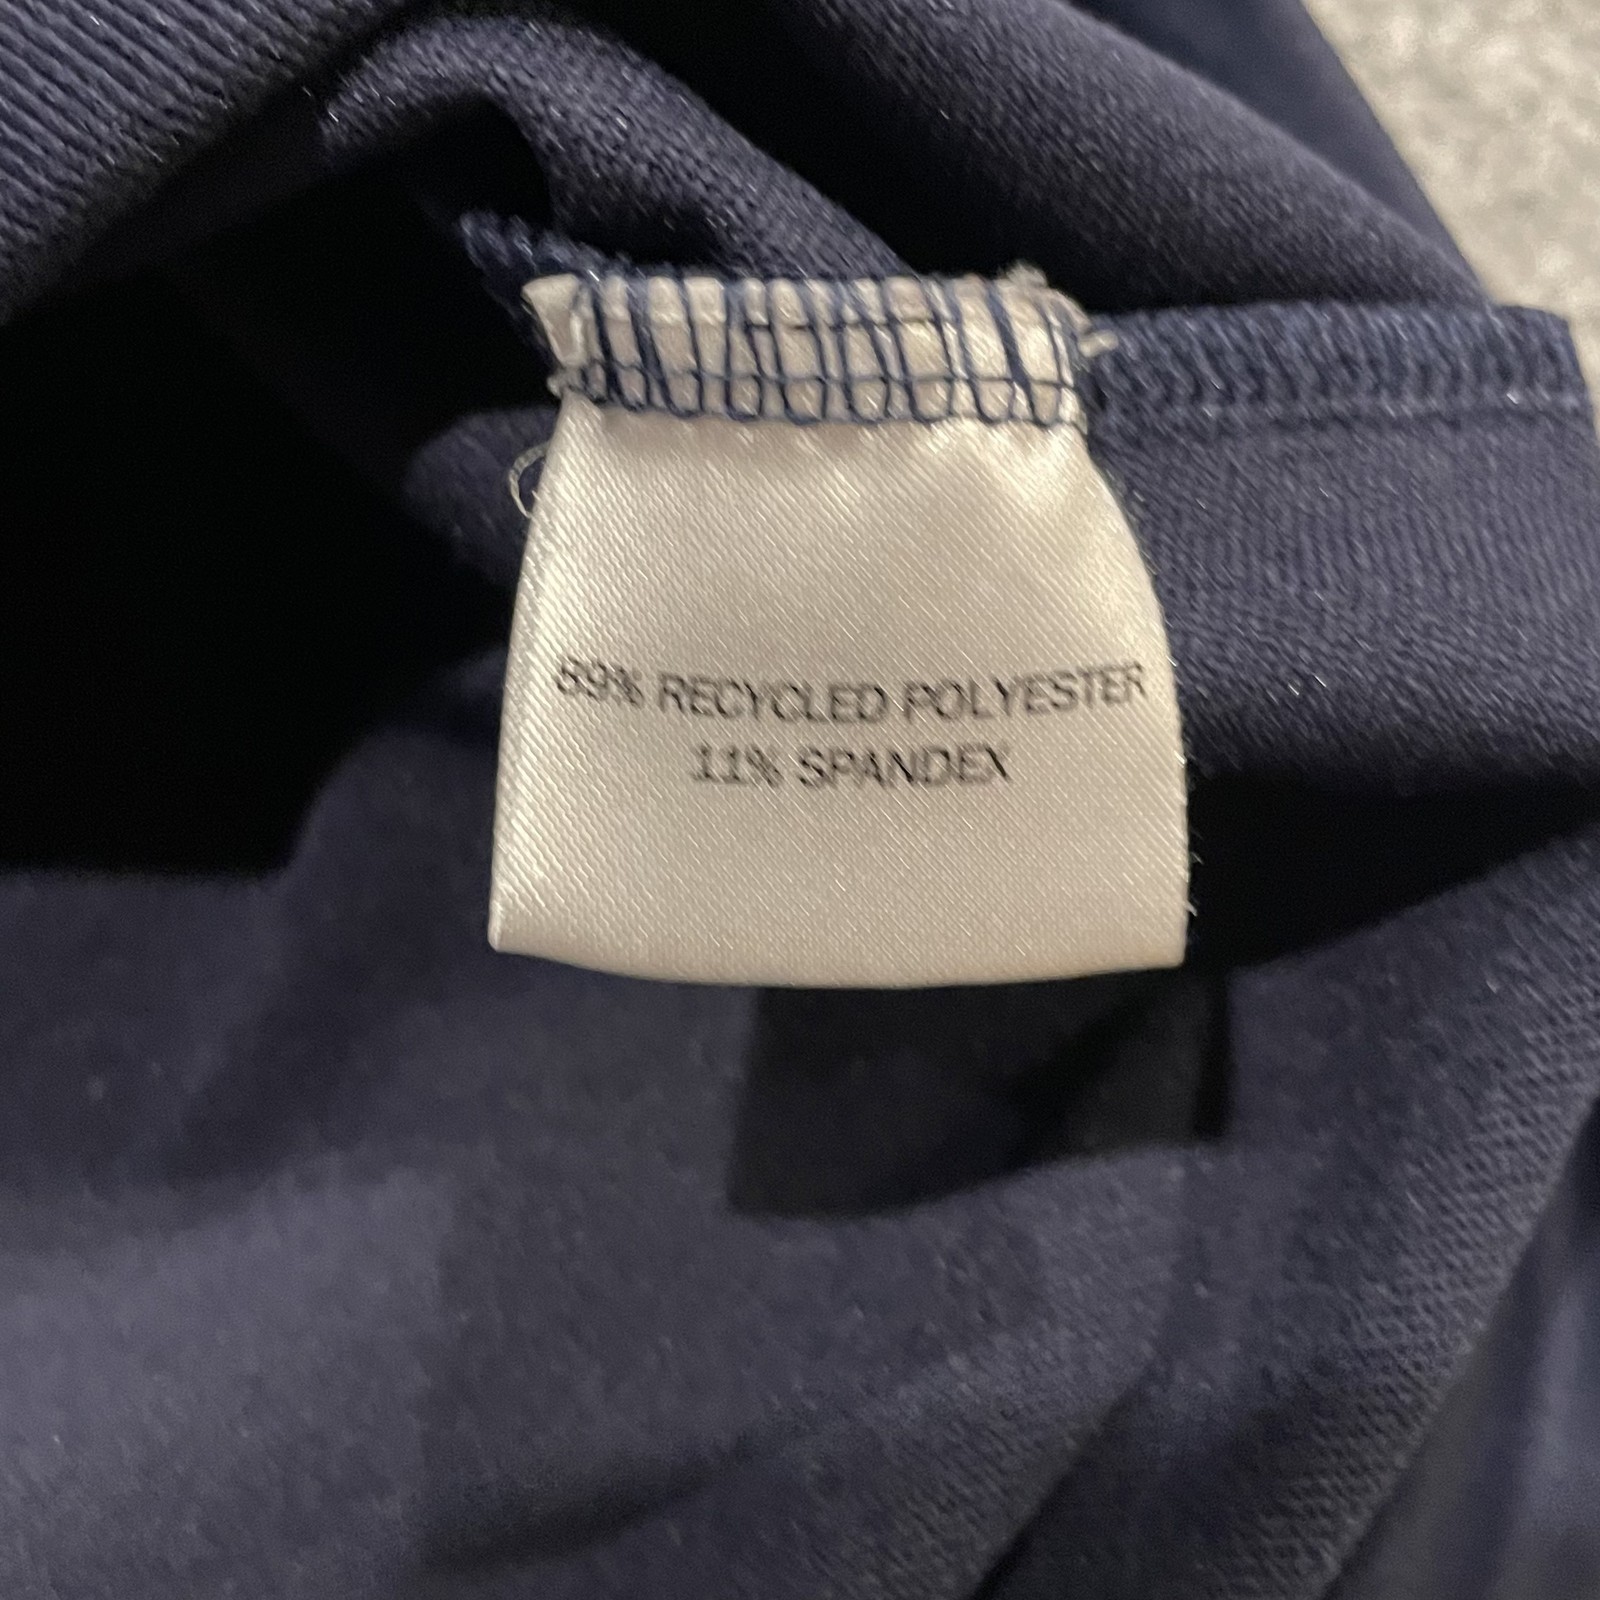 89% RECYCLED POLYESTER
11% SPANDEX